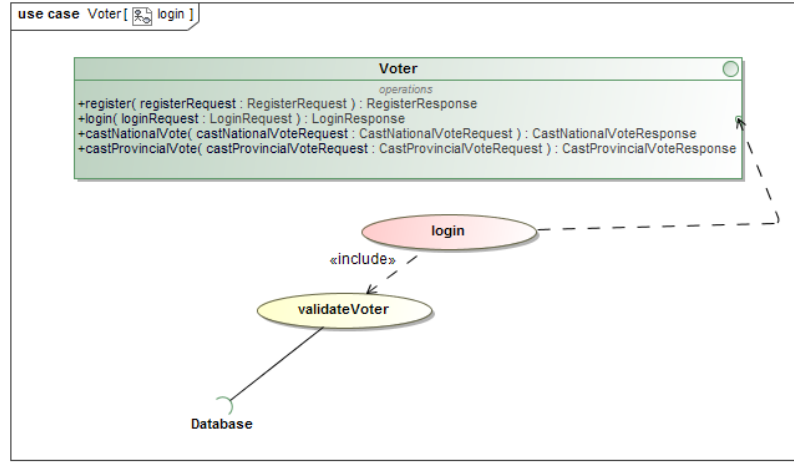 use case Voter [ login ]
Voter
operations
+register( registerRequest : RegisterRequest ) : RegisterResponse
+login( loginRequest : LoginRequest ) : LoginResponse
+castNationalVote( castNationalVoteRequest : CastNationalVoteRequest ) : CastNationalVoteResponse
+castProvincialVote( castProvincialVoteRequest : CastProvincialVoteRequest ) : CastProvincialVoteResponse
login
«include»
validateVoter
Database